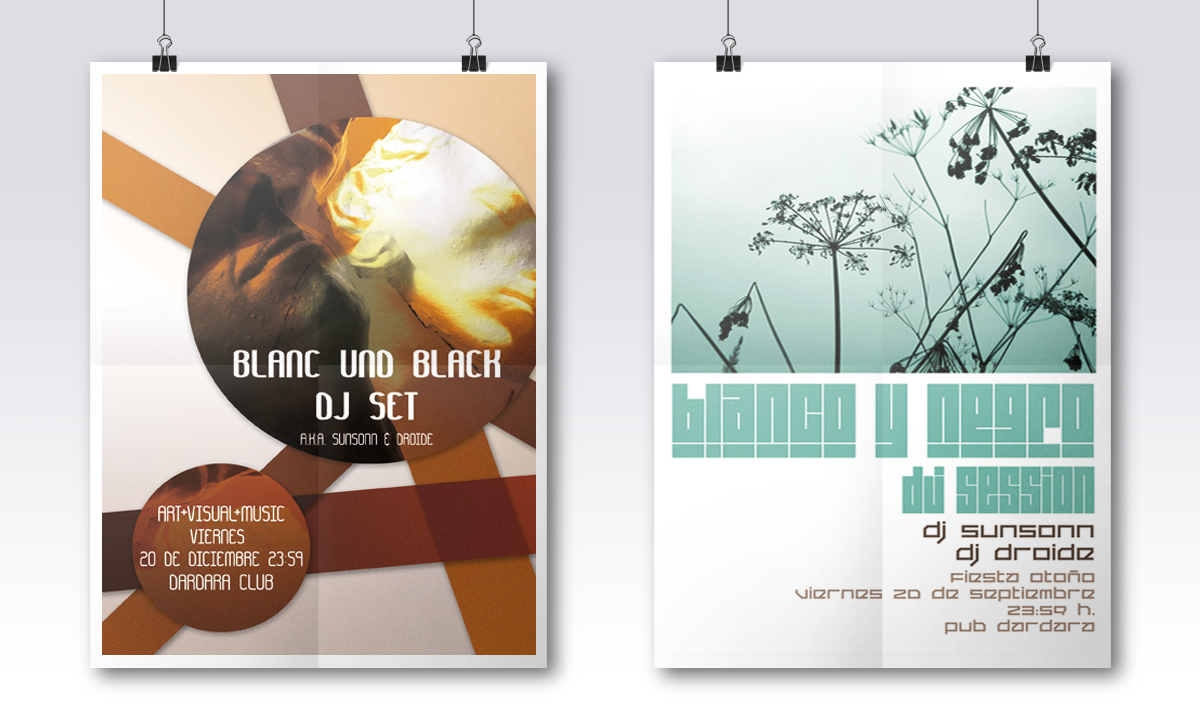 BLANC UND BLACK
DJ SET
A.K.A. SUNSONN & DROIDE
ART+VISUAL+MUSIC
VIERNES
20 DE DICIEMBRE 23:59
DARDARA CLUB
blanco y negro
dj session
dj sunsonn
dj droide
fiesta otoño
viernes 20 de septiembre
23:59 h.
pub dardara